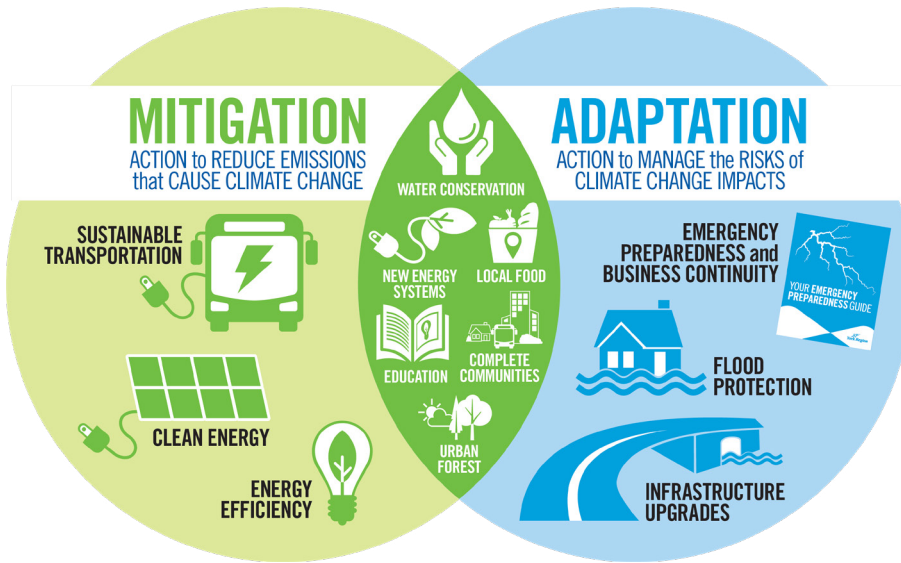 MITIGATION
ACTION to REDUCE EMISSIONS
that CAUSE CLIMATE CHANGE
SUSTAINABLE
TRANSPORTATION
CLEAN ENERGY
ENERGY
EFFICIENCY
WATER CONSERVATION
NEW ENERGY
SYSTEMS
LOCAL FOOD
EDUCATION
COMPLETE
COMMUNITIES
URBAN
FOREST
ADAPTATION
ACTION to MANAGE the RISKS of
CLIMATE CHANGE IMPACTS
EMERGENCY
PREPAREDNESS and
BUSINESS CONTINUITY
YOUR EMERGENCY
PREPAREDNESS GUIDE
York Region
FLOOD
PROTECTION
INFRASTRUCTURE
UPGRADES